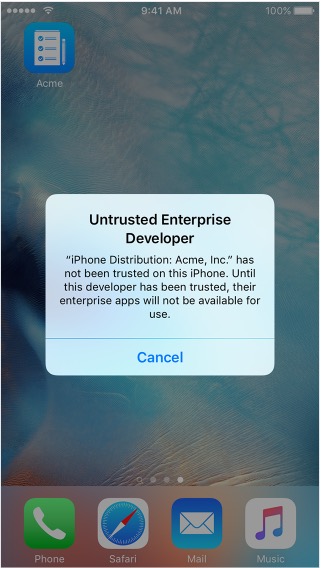 9:41 AM
100%
Acme
Untrusted Enterprise
Developer
“iPhone Distribution: Acme, Inc.” has
not been trusted on this iPhone. Until
this developer has been trusted, their
enterprise apps will not be available for
use.
Cancel
Phone Safari Mail Music